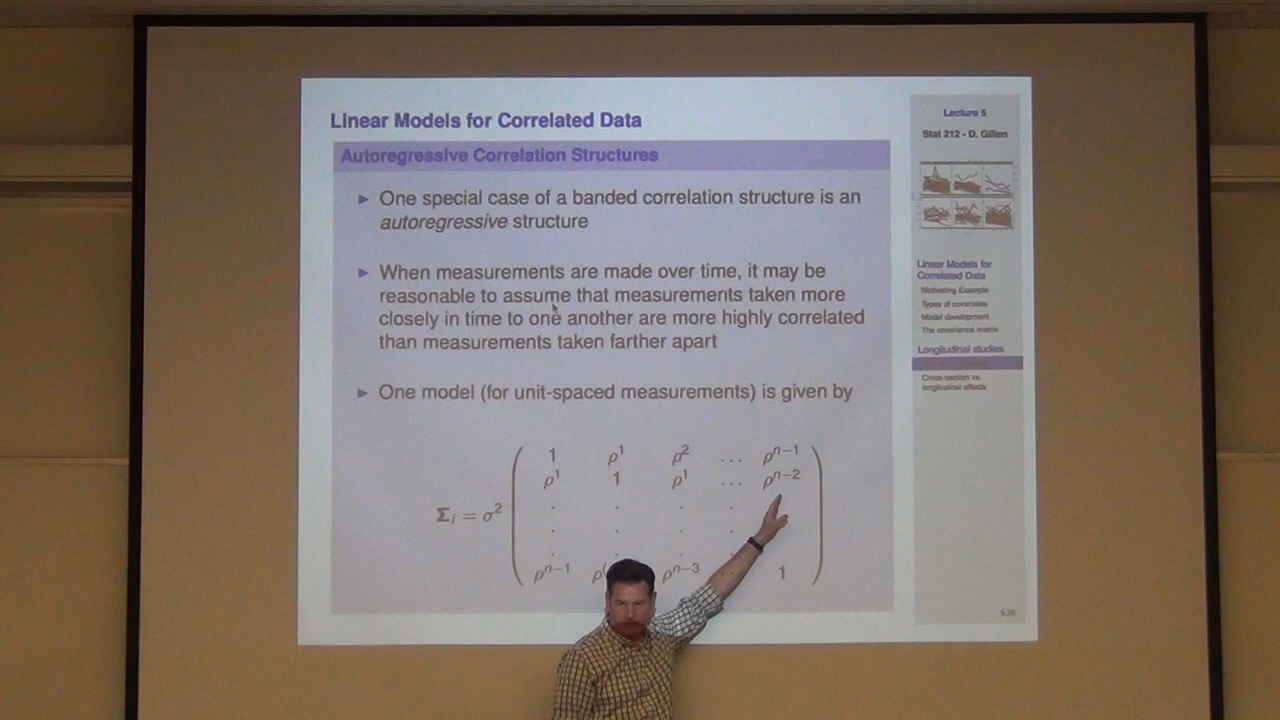 Linear Models for Correlated Data
Autoregressive Correlation Structures
► One special case of a banded correlation structure is an
autoregressive structure
► When measurements are made over time, it may be
reasonable to assume that measurements taken more
closely in time to one another are more highly correlated
than measurements taken farther apart
► One model (for unit-spaced measurements) is given by
1 ρ¹ ρ² ... ρⁿ⁻¹
ρ¹ 1 ρ¹ ... ρⁿ⁻²
Σᵢ = σ²
. . . .
. . . .
. . . .
ρⁿ⁻¹ ρ⁽ ρⁿ⁻³ 1
Lecture 5
Stat 212 - D. Gillen
Linear Models for
Correlated Data
Motivating Example
Types of covariates
Model development
The covariance matrix
Longitudinal studies
Cross-section vs.
longitudinal effects